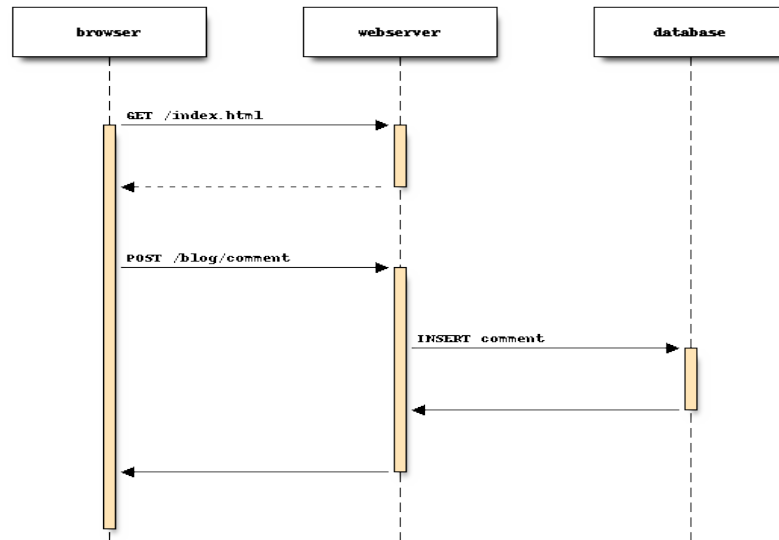 browser
webserver
database
GET /index.html
POST /blog/comment
INSERT comment